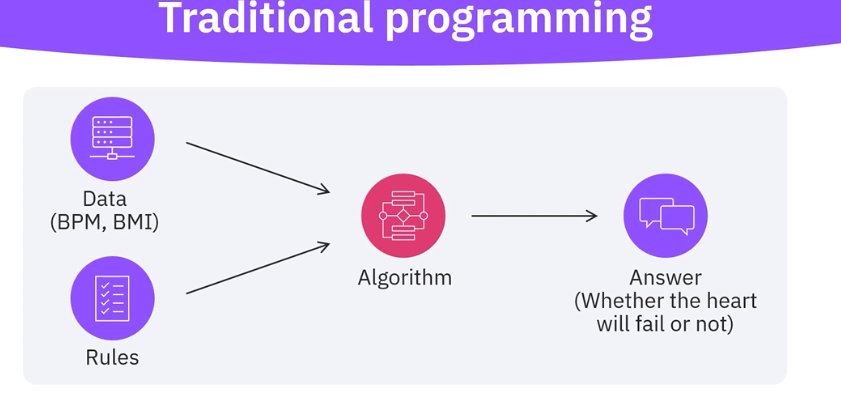 Traditional programming
Data
(BPM, BMI)
Rules
Algorithm
Answer
(Whether the heart
will fail or not)